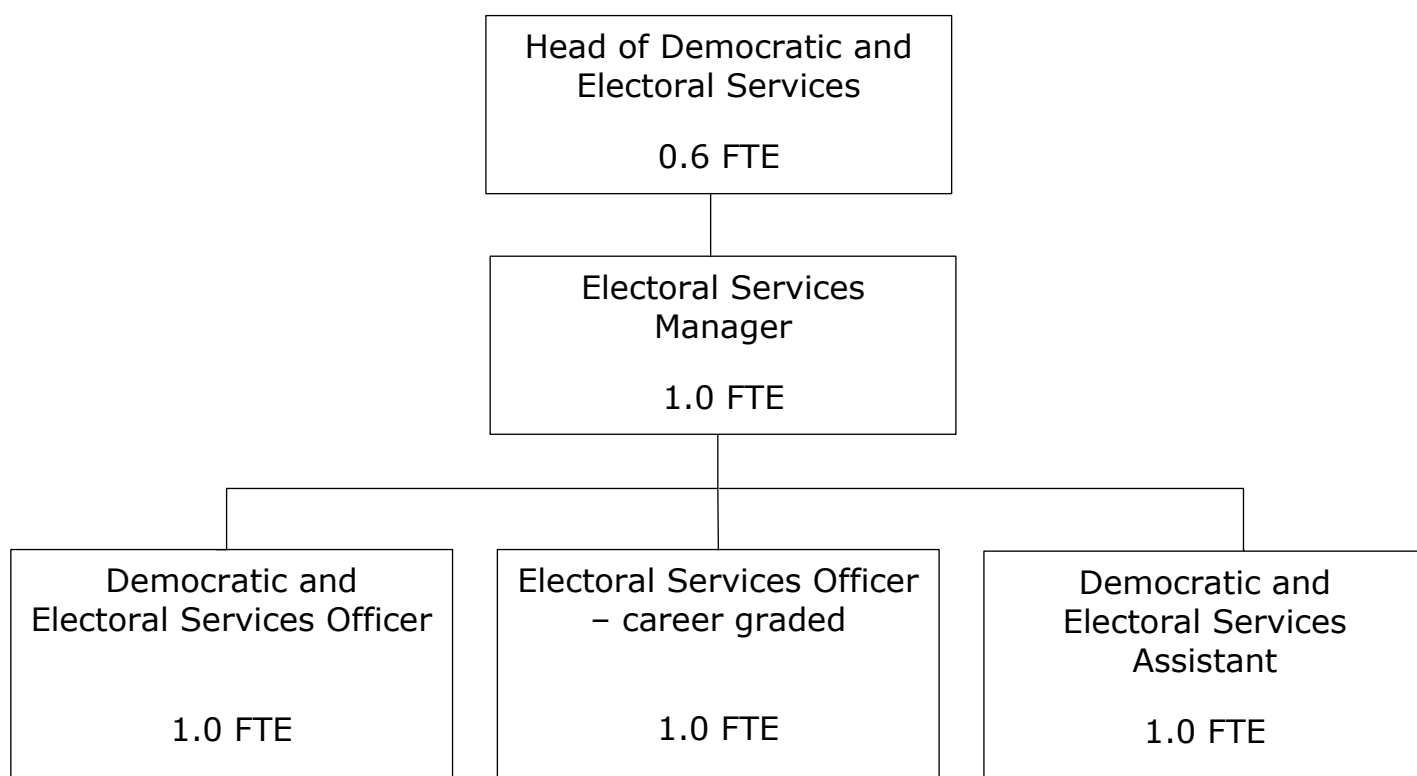 Head of Democratic and
Electoral Services
0.6 FTE
Electoral Services
Manager
1.0 FTE
Democratic and
Electoral Services Officer
1.0 FTE
Electoral Services Officer
– career graded
1.0 FTE
Democratic and
Electoral Services
Assistant
1.0 FTE